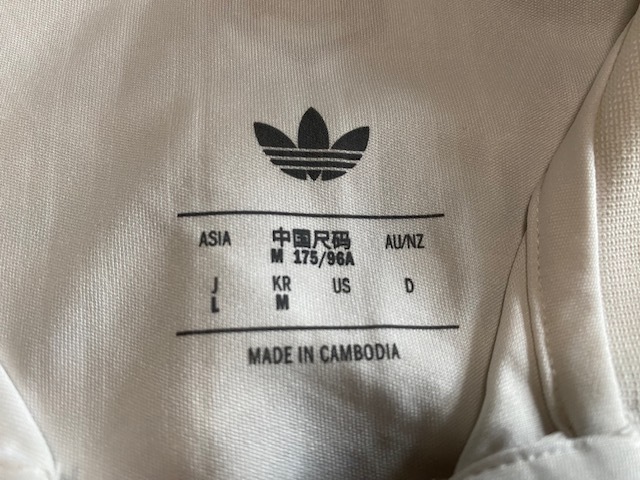 ASIA 中国尺码 AU/NZ
M 175/96A
J KR US D
L M
MADE IN CAMBODIA